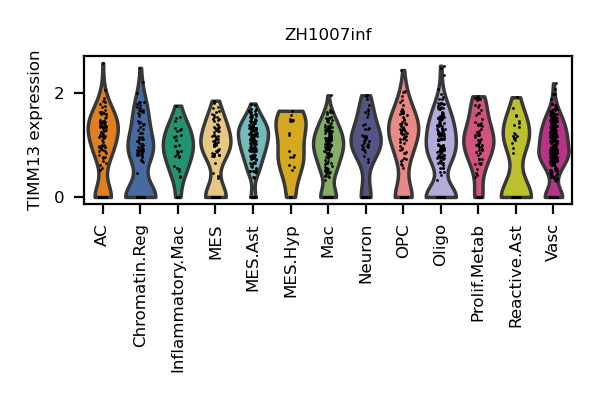 ZH1007inf
TIMM13 expression
2
0
AC
Chromatin.Reg
Inflammatory.Mac
MES
MES.Ast
MES.Hyp
Mac
Neuron
OPC
Oligo
Prolif.Metab
Reactive.Ast
Vasc